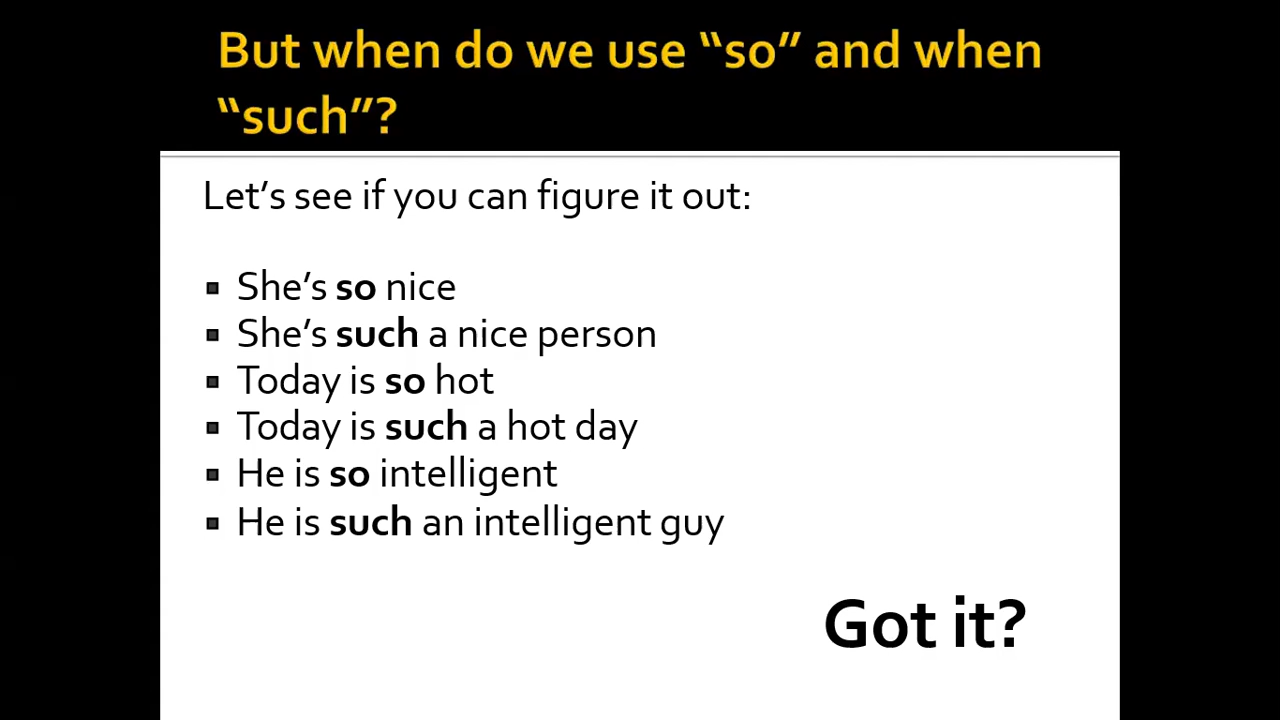 But when do we use “so” and when
“such”?
Let’s see if you can figure it out:
▪ She’s so nice
▪ She’s such a nice person
▪ Today is so hot
▪ Today is such a hot day
▪ He is so intelligent
▪ He is such an intelligent guy
Got it?